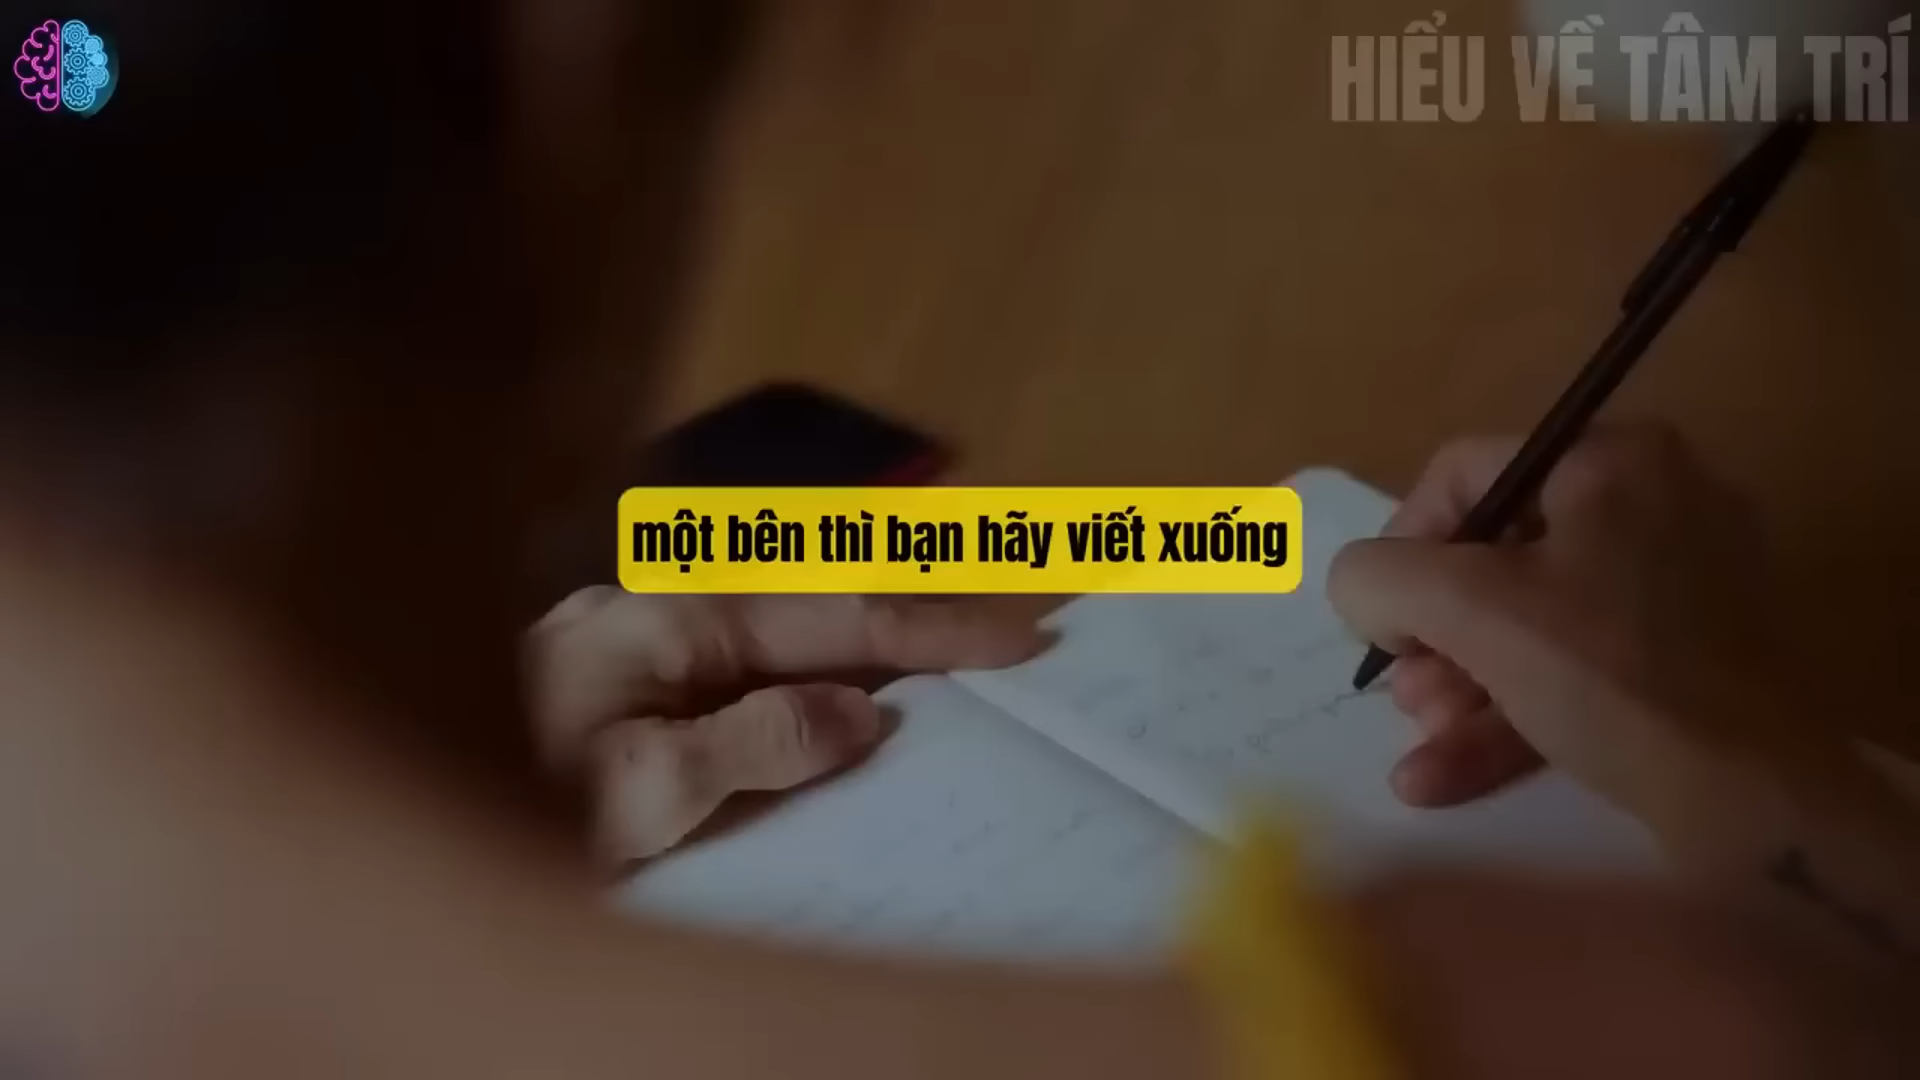 HIỂU VỀ TÂM TRÍ
một bên thì bạn hãy viết xuống